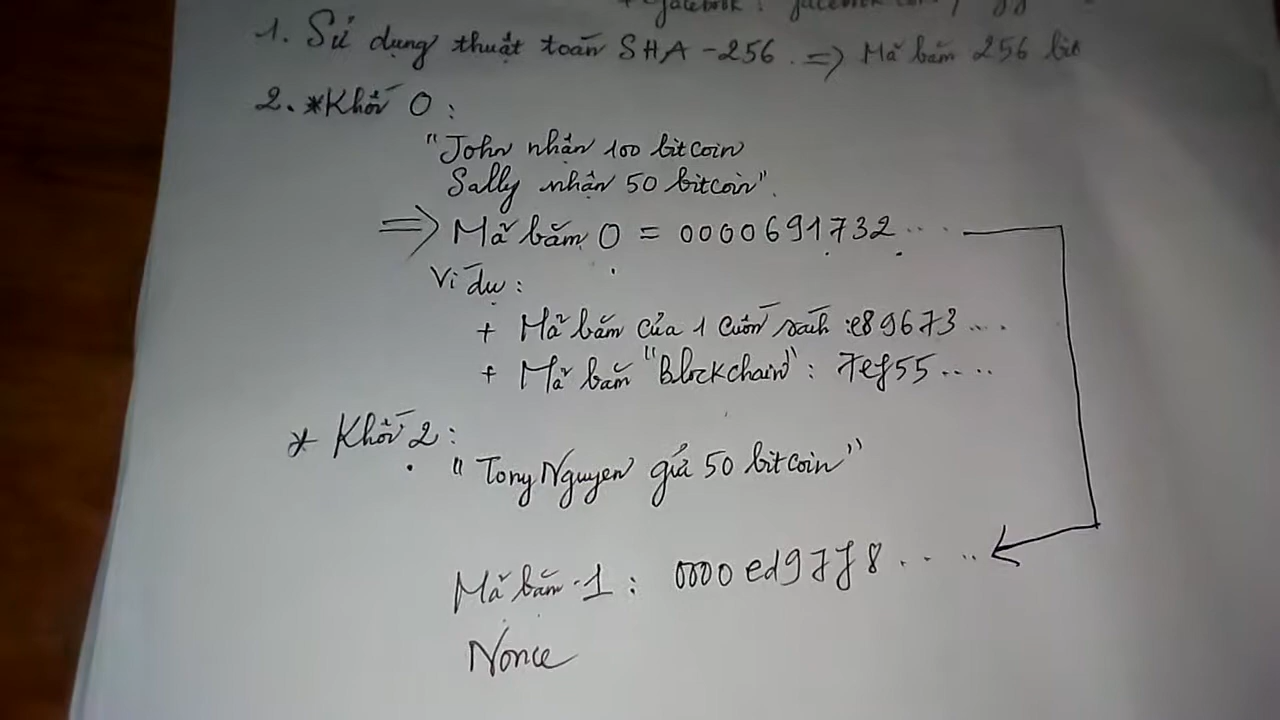 + facebook :
1. Sử dụng thuật toán SHA-256 => Mã băm 256 bit
2. *Khối 0 :
"John nhận 100 bitcoin
Sally nhận 50 bitcoin".
=> Mã băm 0 = 0000691732....
Ví dụ :
+ Mã băm của 1 cuốn sách : e89673 ....
+ Mã băm "Blockchain" : 7ef55....
* Khối 2 :
"Tony Nguyen gửi 50 bitcoin"
Mã băm 1 : 0000ed97f8.....
Nonce